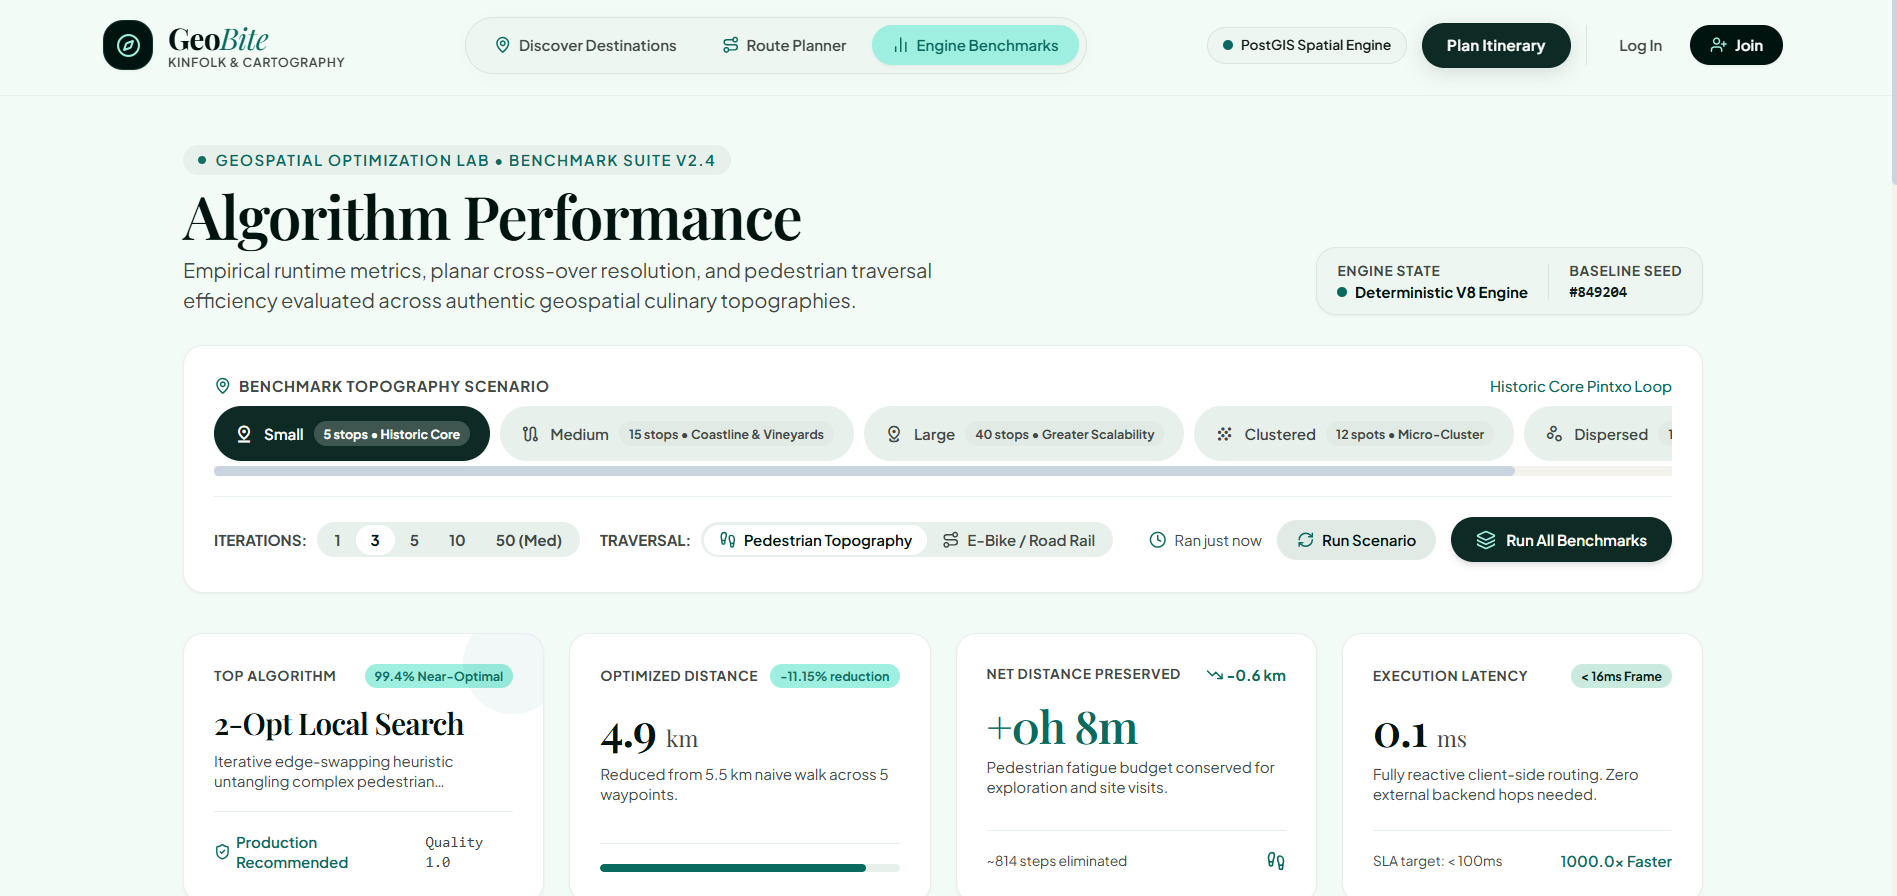 GeoBite
KINFOLK & CARTOGRAPHY
Discover Destinations
Route Planner
Engine Benchmarks
PostGIS Spatial Engine
Plan Itinerary
Log In
Join
GEOSPATIAL OPTIMIZATION LAB • BENCHMARK SUITE V2.4
Algorithm Performance
Empirical runtime metrics, planar cross-over resolution, and pedestrian traversal
efficiency evaluated across authentic geospatial culinary topographies.
ENGINE STATE
Deterministic V8 Engine
BASELINE SEED
#849204
BENCHMARK TOPOGRAPHY SCENARIO
Historic Core Pintxo Loop
Small 5 stops • Historic Core
Medium 15 stops • Coastline & Vineyards
Large 40 stops • Greater Scalability
Clustered 12 spots • Micro-Cluster
Dispersed 1
ITERATIONS: 1 3 5 10 50 (Med)
TRAVERSAL: Pedestrian Topography E-Bike / Road Rail
Ran just now
Run Scenario
Run All Benchmarks
TOP ALGORITHM
99.4% Near-Optimal
2-Opt Local Search
Iterative edge-swapping heuristic
untangling complex pedestrian...
Production
Recommended
Quality
1.0
OPTIMIZED DISTANCE
-11.15% reduction
4.9 km
Reduced from 5.5 km naive walk across 5
waypoints.
NET DISTANCE PRESERVED
-0.6 km
+0h 8m
Pedestrian fatigue budget conserved for
exploration and site visits.
~814 steps eliminated
EXECUTION LATENCY
< 16ms Frame
0.1 ms
Fully reactive client-side routing. Zero
external backend hops needed.
SLA target: < 100ms
1000.0× Faster